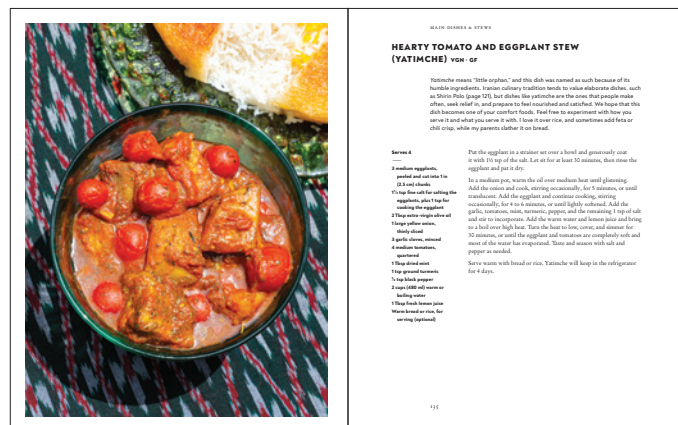 MAIN DISHES & STEWS
HEARTY TOMATO AND EGGPLANT STEW
(YATIMCHE) VGN · GF
Yatimche means "little orphan," and this dish was named as such because of its
humble ingredients. Iranian culinary tradition tends to value elaborate dishes, such
as Shirin Polo (page 121), but dishes like yatimche are the ones that people make
often, seek relief in, and prepare to feel nourished and satisfied. We hope that this
dish becomes one of your comfort foods. Feel free to experiment with how you
serve it and what you serve it with. I love it over rice, and sometimes add feta or
chili crisp, while my parents slather it on bread.
Serves 4
3 medium eggplants,
peeled and cut into 1 in
(2.5 cm) chunks
1½ tsp fine salt for salting the
eggplants, plus 1 tsp for
cooking the eggplant
2 Tbsp extra-virgin olive oil
1 large yellow onion,
thinly sliced
3 garlic cloves, minced
4 medium tomatoes,
quartered
1 Tbsp dried mint
1 tsp ground turmeric
tsp black pepper
2 cups (480 ml) warm or
boiling water
1 Tbsp fresh lemon juice
Warm bread or rice, for
serving (optional)
Put the eggplant in a strainer set over a bowl and generously coat
it with 1½ tsp of the salt. Let sit for at least 30 minutes, then rinse the
eggplant and pat it dry.
In a medium pot, warm the oil over medium heat until glistening.
Add the onion and cook, stirring occasionally, for 5 minutes, or until
translucent. Add the eggplant and continue cooking, stirring
occasionally, for 4 to 6 minutes, or until lightly softened. Add the
garlic, tomatoes, mint, turmeric, pepper, and the remaining 1 tsp of salt
and stir to incorporate. Add the warm water and lemon juice and bring
to a boil over high heat. Turn the heat to low, cover, and simmer for
30 minutes, or until the eggplant and tomatoes are completely soft and
most of the water has evaporated. Taste and season with salt and
pepper as needed.
Serve warm with bread or rice. Yatimche will keep in the refrigerator
for 4 days.
135